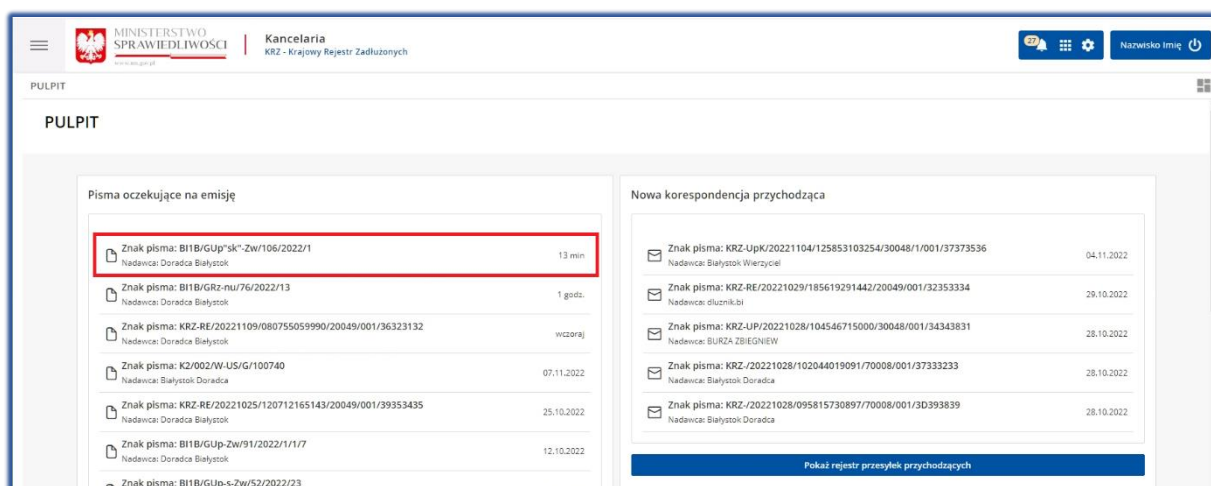 MINISTERSTWO
SPRAWIEDLIWOŚCI
www.ms.gov.pl
Kancelaria
KRZ - Krajowy Rejestr Zadłużonych
27
Nazwisko Imię
PULPIT
PULPIT
Pisma oczekujące na emisję
Znak pisma: BI1B/GUp"sk"-Zw/106/2022/1
Nadawca: Doradca Białystok
13 min
Znak pisma: BI1B/GRz-nu/76/2022/13
Nadawca: Doradca Białystok
1 godz.
Znak pisma: KRZ-RE/20221109/080755059990/20049/001/36323132
Nadawca: Doradca Białystok
wczoraj
Znak pisma: K2/002/W-US/G/100740
Nadawca: Białystok Doradca
07.11.2022
Znak pisma: KRZ-RE/20221025/120712165143/20049/001/39353435
Nadawca: Doradca Białystok
25.10.2022
Znak pisma: BI1B/GUp-Zw/91/2022/1/1/7
Nadawca: Doradca Białystok
12.10.2022
Znak pisma: BI1B/GUp-s-Zw/52/2022/23
Nowa korespondencja przychodząca
Znak pisma: KRZ-UpK/20221104/125853103254/30048/1/001/37373536
Nadawca: Białystok Wierzyciel
04.11.2022
Znak pisma: KRZ-RE/20221029/185619291442/20049/001/32353334
Nadawca: dluznik.bi
29.10.2022
Znak pisma: KRZ-UP/20221028/104546715000/30048/001/34343831
Nadawca: BURZA ZBIEGNIEW
28.10.2022
Znak pisma: KRZ-/20221028/102044019091/70008/001/37333233
Nadawca: Białystok Doradca
28.10.2022
Znak pisma: KRZ-/20221028/095815730897/70008/001/3D393839
Nadawca: Białystok Doradca
28.10.2022
Pokaż rejestr przesyłek przychodzących